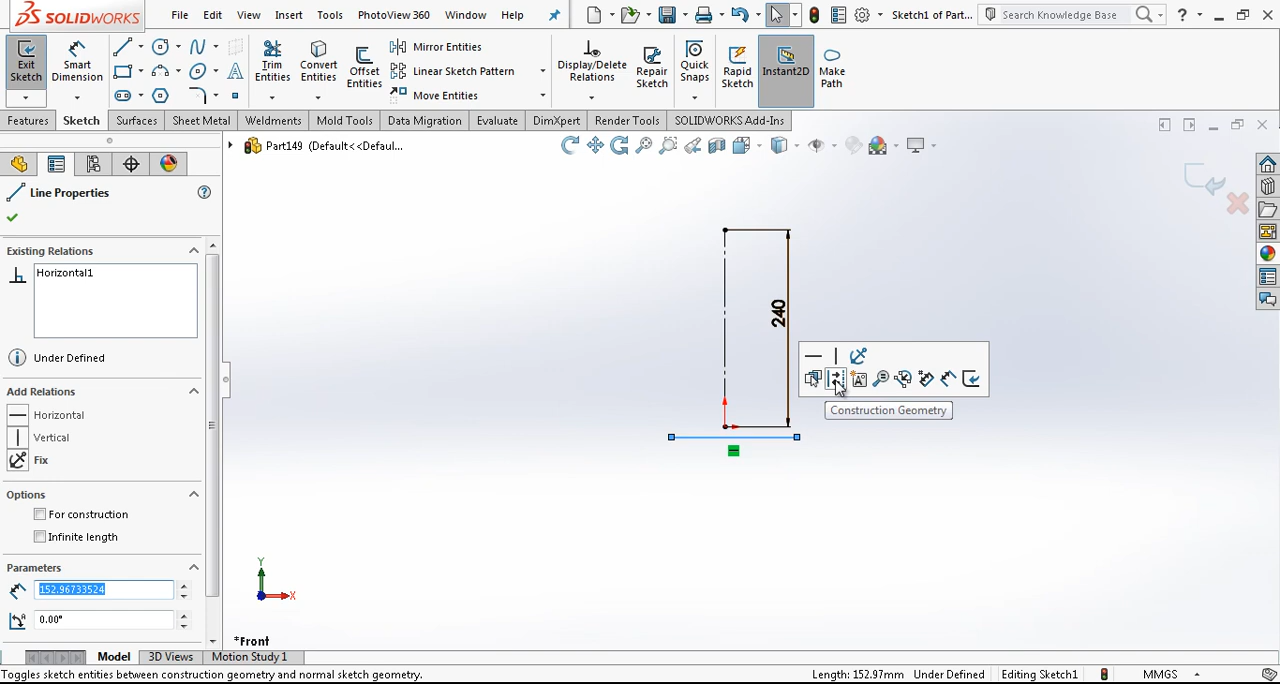 SOLIDWORKS File Edit View Insert Tools PhotoView 360 Window Help Sketch1 of Part... Search Knowledge Base
Exit Sketch
Smart Dimension
Trim Entities
Convert Entities
Offset Entities
Mirror Entities
Linear Sketch Pattern
Move Entities
Display/Delete Relations
Repair Sketch
Quick Snaps
Rapid Sketch
Instant2D
Make Path
Features Sketch Surfaces Sheet Metal Weldments Mold Tools Data Migration Evaluate DimXpert Render Tools SOLIDWORKS Add-Ins
Part149 (Default<<Defaul...
Line Properties
Existing Relations
Horizontal1
Under Defined
Add Relations
Horizontal
Vertical
Fix
Options
For construction
Infinite length
Parameters
152.96733524
0.00°
240
Construction Geometry
Y
X
*Front
Model 3D Views Motion Study 1
Toggles sketch entities between construction geometry and normal sketch geometry. Length: 152.97mm Under Defined Editing Sketch1 MMGS